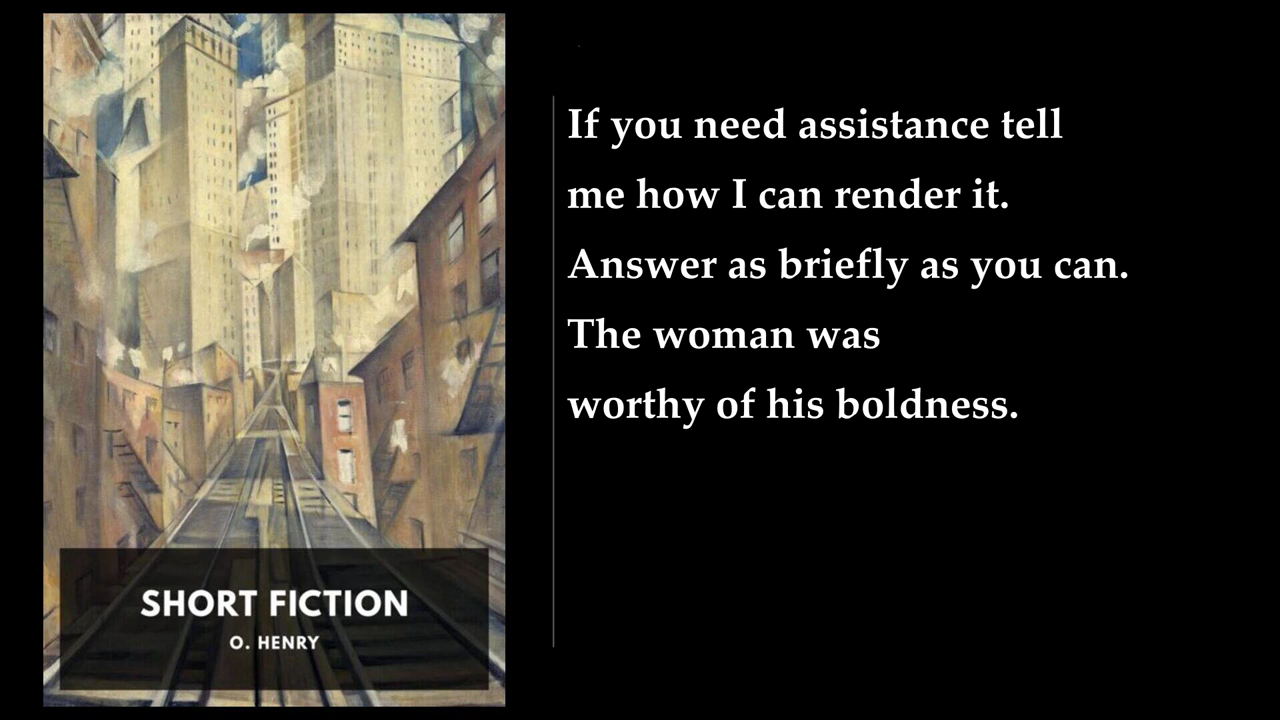 SHORT FICTION
O. HENRY
If you need assistance tell
me how I can render it.
Answer as briefly as you can.
The woman was
worthy of his boldness.